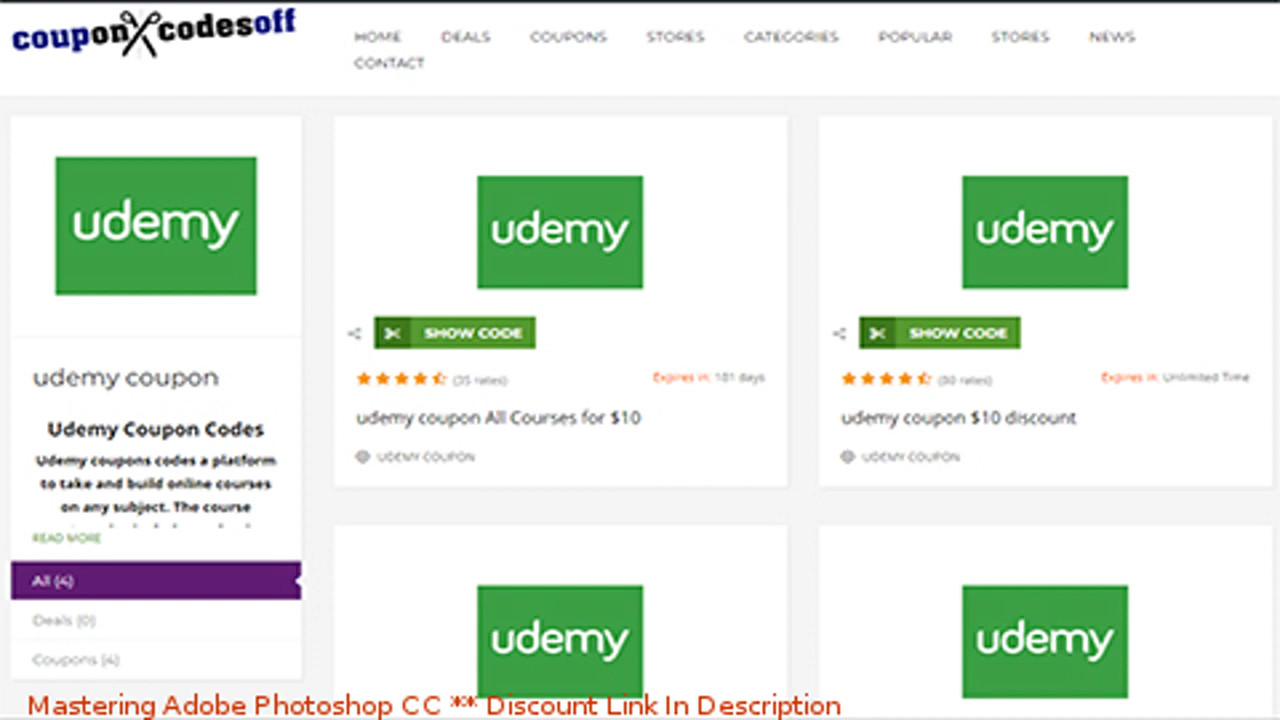 couponXcodesoff
HOME DEALS COUPONS STORES CATEGORIES POPULAR STORES NEWS
CONTACT
udemy
udemy coupon
Udemy Coupon Codes
Udemy coupons codes a platform
to take and build online courses
on any subject. The course
READ MORE
All (4)
Deals (0)
Coupons (4)
udemy
SHOW CODE
(35 rates) Expires in: 181 days
udemy coupon All Courses for $10
UDEMY COUPON
udemy
SHOW CODE
(80 rates) Expires in: Unlimited Time
udemy coupon $10 discount
UDEMY COUPON
udemy
udemy
Mastering Adobe Photoshop CC ** Discount Link In Description